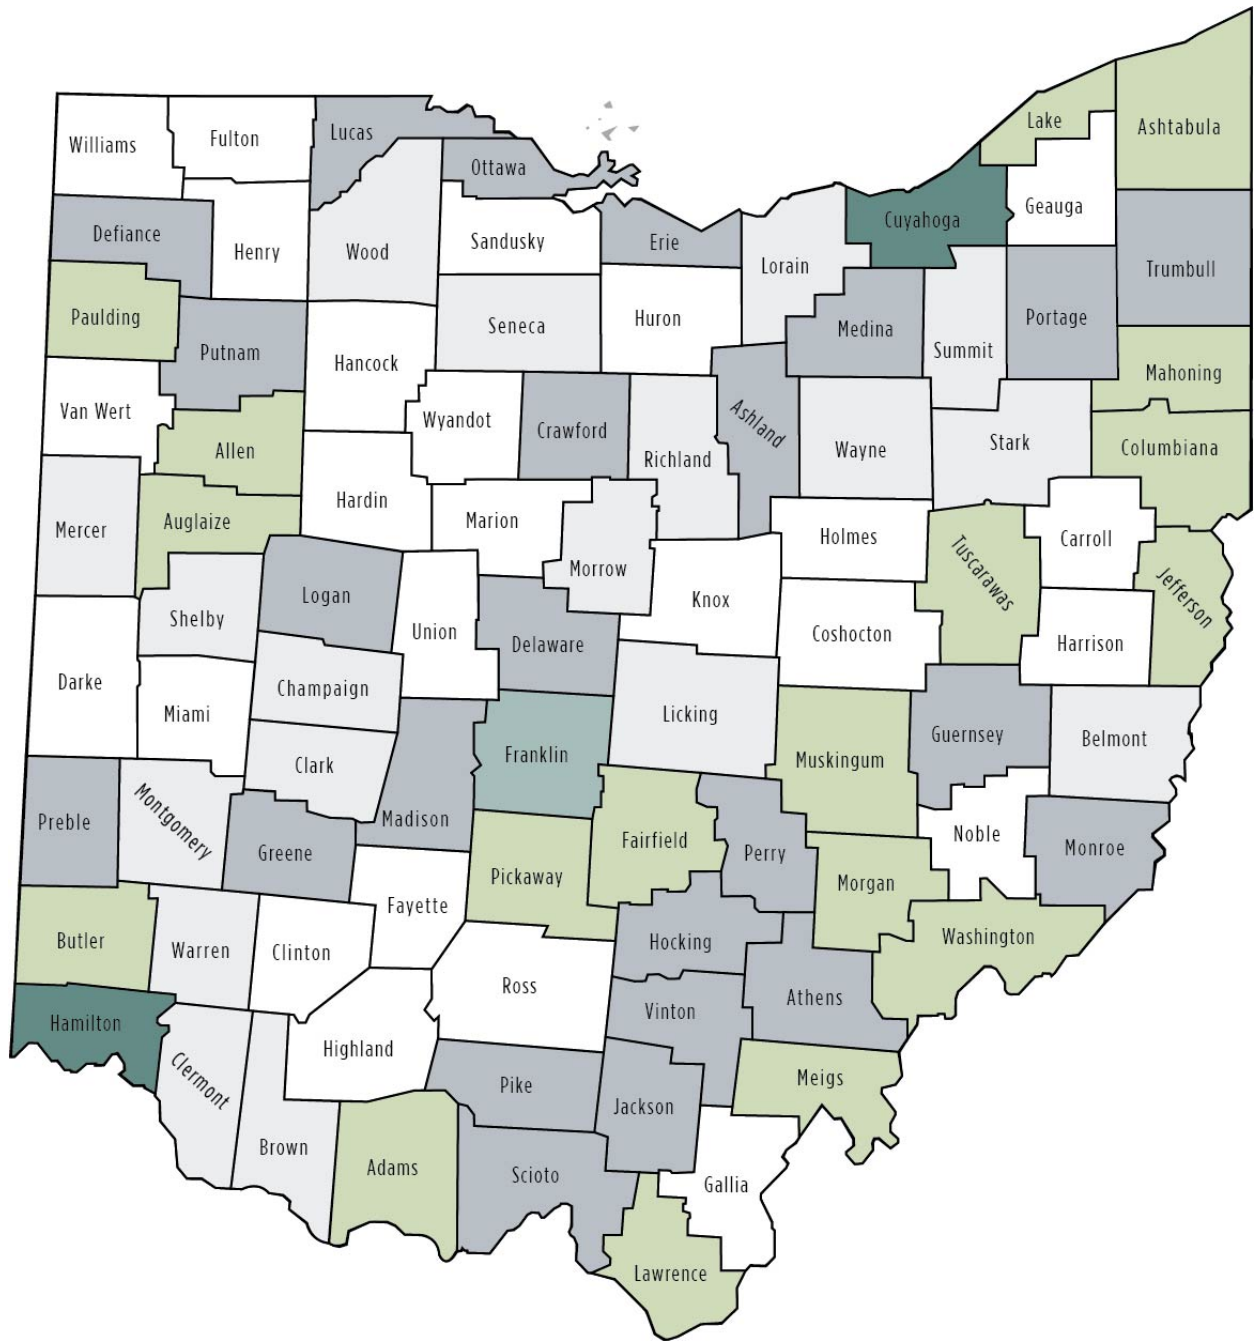 Williams
Fulton
Lucas
Ottawa
Lake
Ashtabula
Defiance
Henry
Wood
Sandusky
Erie
Lorain
Cuyahoga
Geauga
Trumbull
Paulding
Putnam
Hancock
Seneca
Huron
Medina
Summit
Portage
Mahoning
Van Wert
Allen
Wyandot
Crawford
Richland
Ashland
Wayne
Stark
Columbiana
Mercer
Auglaize
Hardin
Marion
Morrow
Holmes
Tuscarawas
Carroll
Jefferson
Shelby
Logan
Union
Delaware
Knox
Coshocton
Harrison
Darke
Miami
Champaign
Clark
Franklin
Licking
Muskingum
Guernsey
Belmont
Preble
Montgomery
Greene
Madison
Pickaway
Fairfield
Perry
Morgan
Noble
Monroe
Butler
Warren
Clinton
Fayette
Ross
Hocking
Athens
Washington
Hamilton
Clermont
Highland
Pike
Vinton
Jackson
Meigs
Brown
Adams
Scioto
Gallia
Lawrence